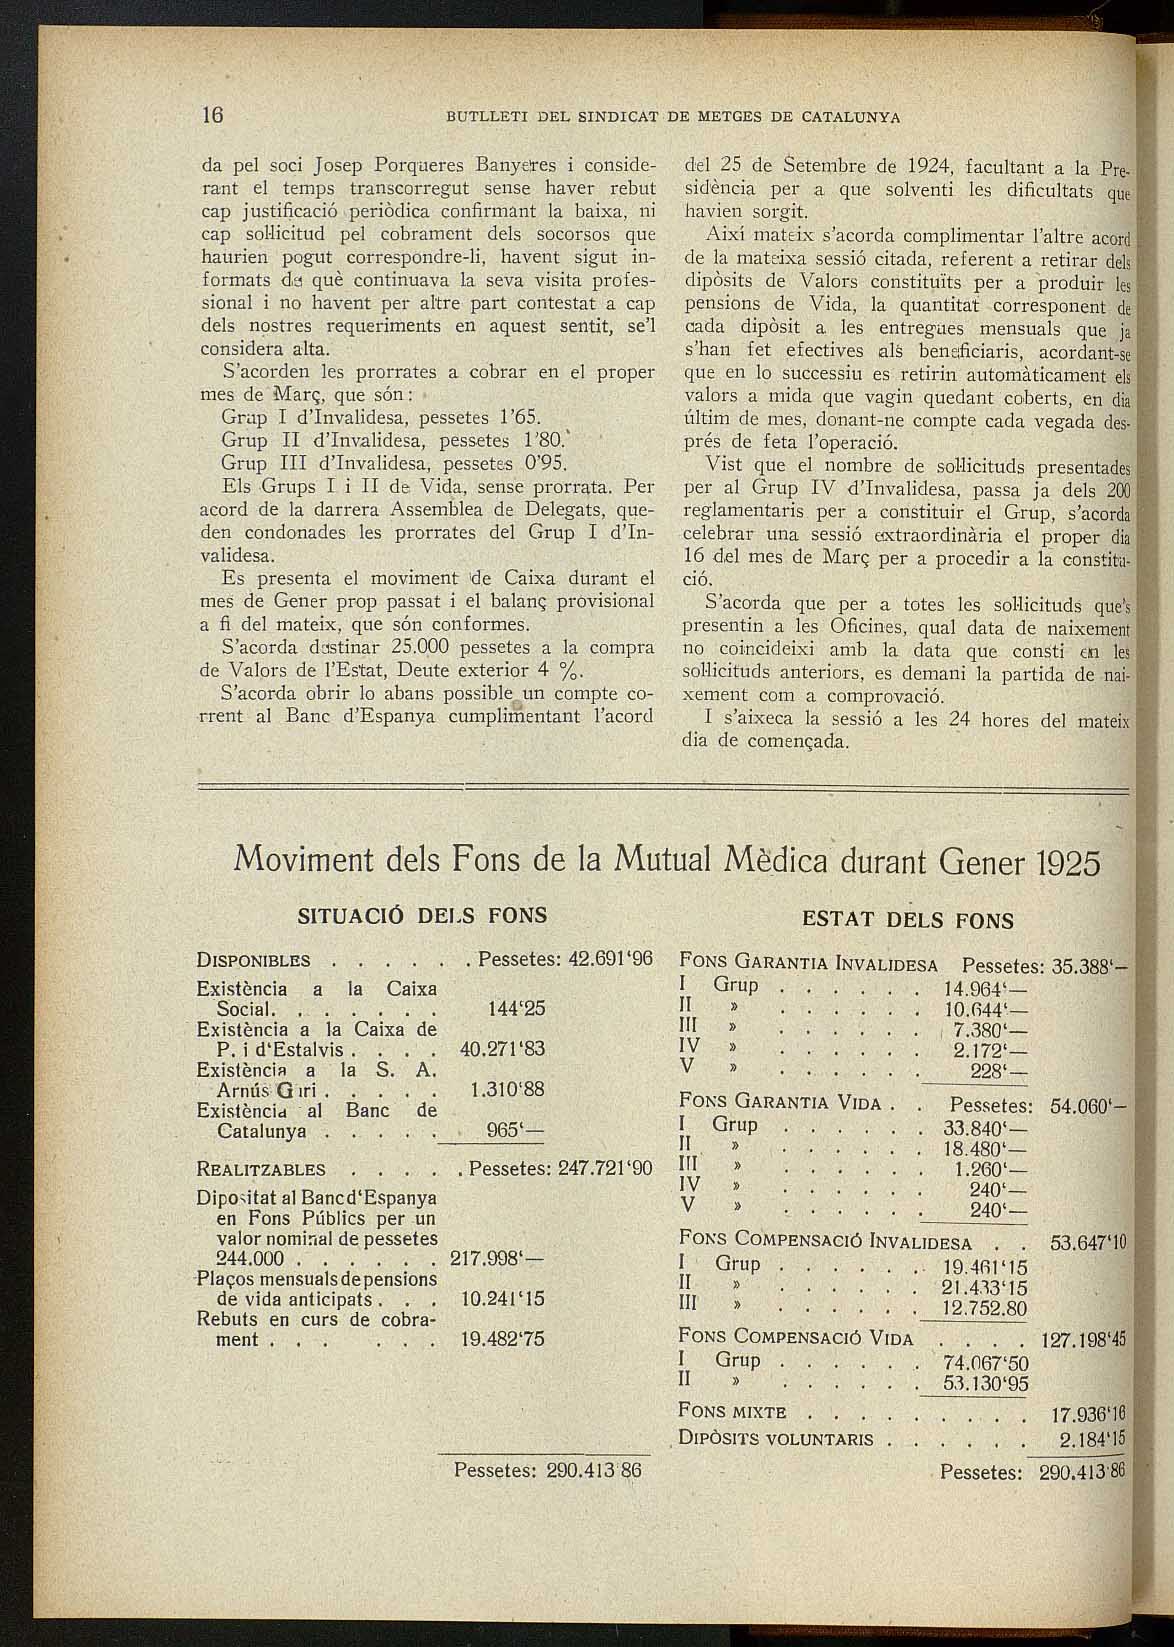 16
BUTLLETI DEL SINDICAT DE METGES DE CATALUNYA
da pel soci Josep Porqueres Banyeres i conside-
rant el temps transcorregut sense haver rebut
cap justificació periòdica confirmant la baixa, ni
cap sol·licitud pel cobrament dels socorsos que
haurien pogut correspondre-li, havent sigut in-
formats de què continuava la seva visita profes-
sional i no havent per altre part contestat a cap
dels nostres requeriments en aquest sentit, se'l
considera alta.
S'acorden les prorrates a cobrar en el proper
mes de Març, que són:
Grup I d'Invalidesa, pessetes 1'65.
Grup II d'Invalidesa, pessetes 1'80.
Grup III d'Invalidesa, pessetes 0'95.
Els Grups I i II de Vida, sense prorrata. Per
acord de la darrera Assemblea de Delegats, que-
den condonades les prorrates del Grup I d'In-
validesa.
Es presenta el moviment de Caixa durant el
mes de Gener prop passat i el balanç provisional
a fi del mateix, que són conformes.
S'acorda destinar 25.000 pessetes a la compra
de Valors de l'Estat, Deute exterior 4 %.
S'acorda obrir lo abans possible un compte co-
rrent al Banc d'Espanya cumplimentant l'acord
del 25 de Setembre de 1924, facultant a la Pre-
sidència per a que solventi les dificultats que
havien sorgit.
Així mateix s'acorda complimentar l'altre acord
de la mateixa sessió citada, referent a retirar dels
dipòsits de Valors constituïts per a produir les
pensions de Vida, la quantitat corresponent de
cada dipòsit a les entregues mensuals que ja
s'han fet efectives als beneficiaris, acordant-se
que en lo successiu es retirin automàticament els
valors a mida que vagin quedant coberts, en dia
últim de mes, donant-ne compte cada vegada des-
prés de feta l'operació.
Vist que el nombre de sol·licituds presentades
per al Grup IV d'Invalidesa, passa ja dels 200
reglamentaris per a constituir el Grup, s'acorda
celebrar una sessió extraordinària el proper dia
16 del mes de Març per a procedir a la constitu-
ció.
S'acorda que per a totes les sol·licituds que's
presentin a les Oficines, qual data de naixement
no coincideixi amb la data que consti en les
sol·licituds anteriors, es demani la partida de nai-
xement com a comprovació.
I s'aixeca la sessió a les 24 hores del mateix
dia de començada.
Moviment dels Fons de la Mutual Mèdica durant Gener 1925
SITUACIÓ DELS FONS
DISPONIBLES . . . . . . Pessetes: 42.691'96
Existència a la Caixa
Social. . . . . . . 144'25
Existència a la Caixa de
P. i d'Estalvis . . . . 40.271'83
Existència a la S. A.
Arnús Garí . . . . . 1.310'88
Existència al Banc de
Catalunya . . . . . 965'—
REALITZABLES . . . . . Pessetes: 247.721'90
Dipositat al Banc d'Espanya
en Fons Públics per un
valor nominal de pessetes
244.000 . . . . . . 217.998'—
Plaços mensuals de pensions
de vida anticipats . . . 10.241'15
Rebuts en curs de cobra-
ment . . . . . . 19.482'75
Pessetes: 290.413'86
ESTAT DELS FONS
FONS GARANTIA INVALIDESA Pessetes: 35.388'—
I Grup . . . . . . 14.964'—
II » . . . . . . 10.644'—
III » . . . . . . 7.380'—
IV » . . . . . . 2.172'—
V » . . . . . . 228'—
FONS GARANTIA VIDA . . Pessetes: 54.060'—
I Grup . . . . . . 33.840'—
II » . . . . . . 18.480'—
III » . . . . . . 1.260'—
IV » . . . . . . 240'—
V » . . . . . . 240'—
FONS COMPENSACIÓ INVALIDESA . . 53.647'10
I Grup . . . . . . 19.461'15
II » . . . . . . 21.433'15
III » . . . . . . 12.752.80
FONS COMPENSACIÓ VIDA . . . . 127.198'45
I Grup . . . . . . 74.067'50
II » . . . . . . 53.130'95
FONS MIXTE . . . . . . . . . 17.936'16
DIPÒSITS VOLUNTARIS . . . . . . 2.184'15
Pessetes: 290.413'86